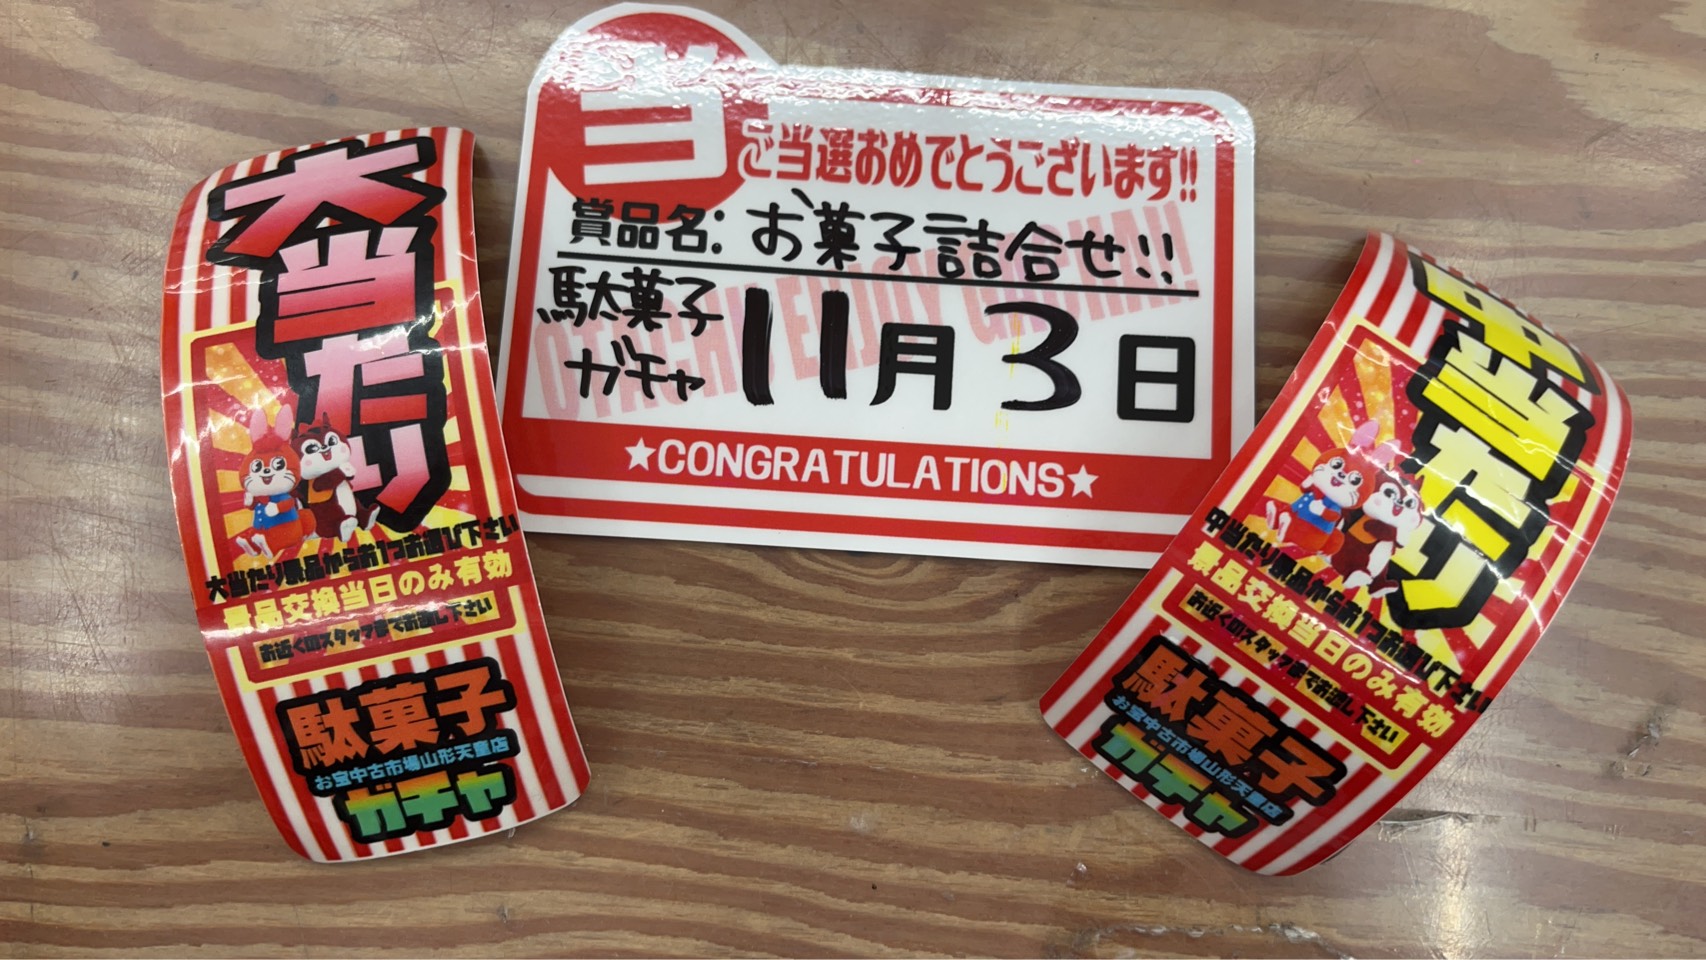 大当たり
大当たり景品からお1つお選び下さい
景品交換当日のみ有効
お近くのスタッフまでお渡し下さい
駄菓子
お宝中古市場山形天童店
ガチャ
当
ご当選おめでとうございます!!
賞品名:お菓子詰合せ!!
駄菓子
ガチャ
11月3日
★CONGRATULATIONS★
中当たり
中当たり景品からお1つお選び下さい
景品交換当日のみ有効
お近くのスタッフまでお渡し下さい
駄菓子
お宝中古市場山形天童店
ガチャ